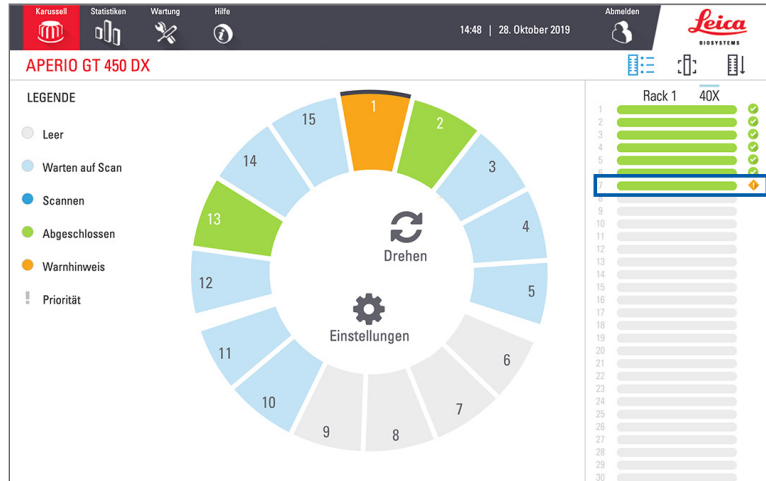 Karussell Statistiken Wartung Hilfe
14:48 | 28. Oktober 2019
Abmelden
Leica
BIOSYSTEMS
APERIO GT 450 DX
LEGENDE
Leer
Warten auf Scan
Scannen
Abgeschlossen
Warnhinweis
! Priorität
1
2
3
4
5
6
7
8
9
10
11
12
13
14
15
Drehen
Einstellungen
Rack 1 40X
1
2
3
4
5
6
7
8
9
10
11
12
13
14
15
16
17
18
19
20
21
22
23
24
25
26
27
28
29
30